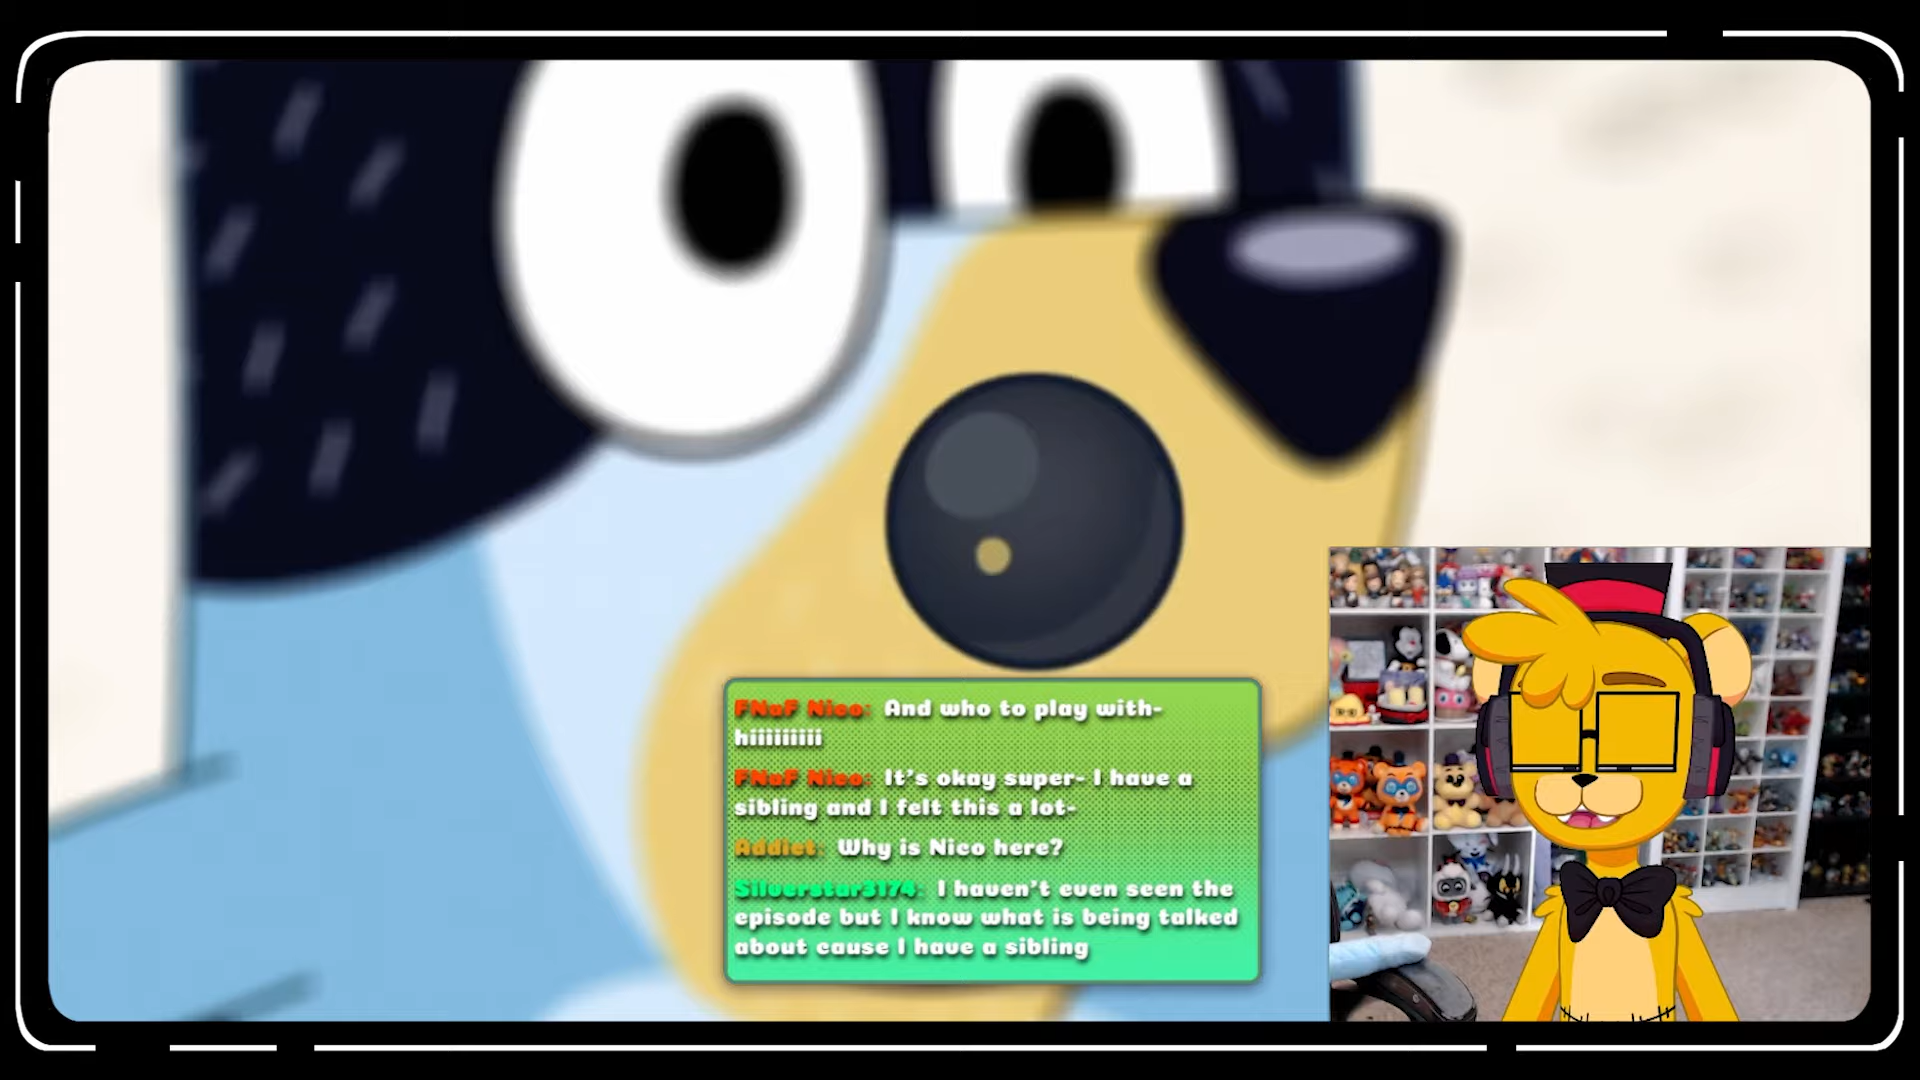 FNaF Nico: And who to play with-
hiiiiiiiii
FNaF Nico: It's okay super- I have a
sibling and I felt this a lot-
Addict: Why is Nico here?
Silverstar3174: I haven't even seen the
episode but I know what is being talked
about cause I have a sibling